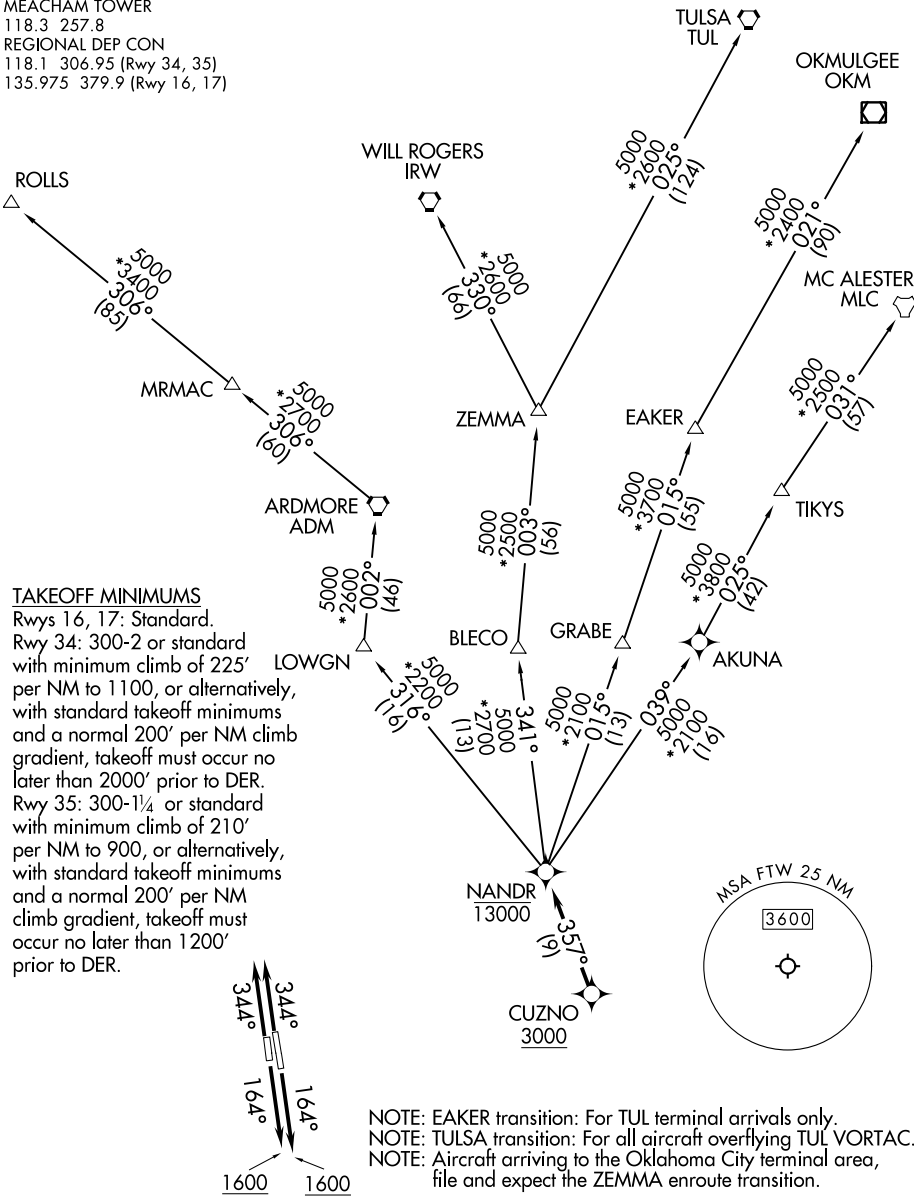 MEACHAM TOWER
118.3 257.8
REGIONAL DEP CON
118.1 306.95 (Rwy 34, 35)
135.975 379.9 (Rwy 16, 17)
TULSA
TUL
OKMULGEE
OKM
WILL ROGERS
IRW
5000
*2600
025°
(124)
ROLLS
5000
*2400
021°
(90)
5000
*2600
330°
(66)
5000
*3400
306°
(85)
MC ALESTER
MLC
MRMAC
5000
*2700
306°
(60)
ZEMMA
EAKER
5000
*2500
031°
(57)
ARDMORE
ADM
5000
*2500
003°
(56)
5000
*3700
015°
(55)
TIKYS
5000
*2600
002°
(46)
5000
*3800
025°
(42)
LOWGN
BLECO
GRABE
AKUNA
5000
*2200
316°
(16)
341°
5000
*2700
(13)
5000
*2100
015°
(13)
039°
5000
*2100
(16)
TAKEOFF MINIMUMS
Rwys 16, 17: Standard.
Rwy 34: 300-2 or standard
with minimum climb of 225'
per NM to 1100, or alternatively,
with standard takeoff minimums
and a normal 200' per NM climb
gradient, takeoff must occur no
later than 2000' prior to DER.
Rwy 35: 300-1¼ or standard
with minimum climb of 210'
per NM to 900, or alternatively,
with standard takeoff minimums
and a normal 200' per NM
climb gradient, takeoff must
occur no later than 1200'
prior to DER.
NANDR
13000
357°
(9)
CUZNO
3000
MSA FTW 25 NM
3600
344°
344°
164°
164°
1600
1600
NOTE: EAKER transition: For TUL terminal arrivals only.
NOTE: TULSA transition: For all aircraft overflying TUL VORTAC.
NOTE: Aircraft arriving to the Oklahoma City terminal area,
file and expect the ZEMMA enroute transition.